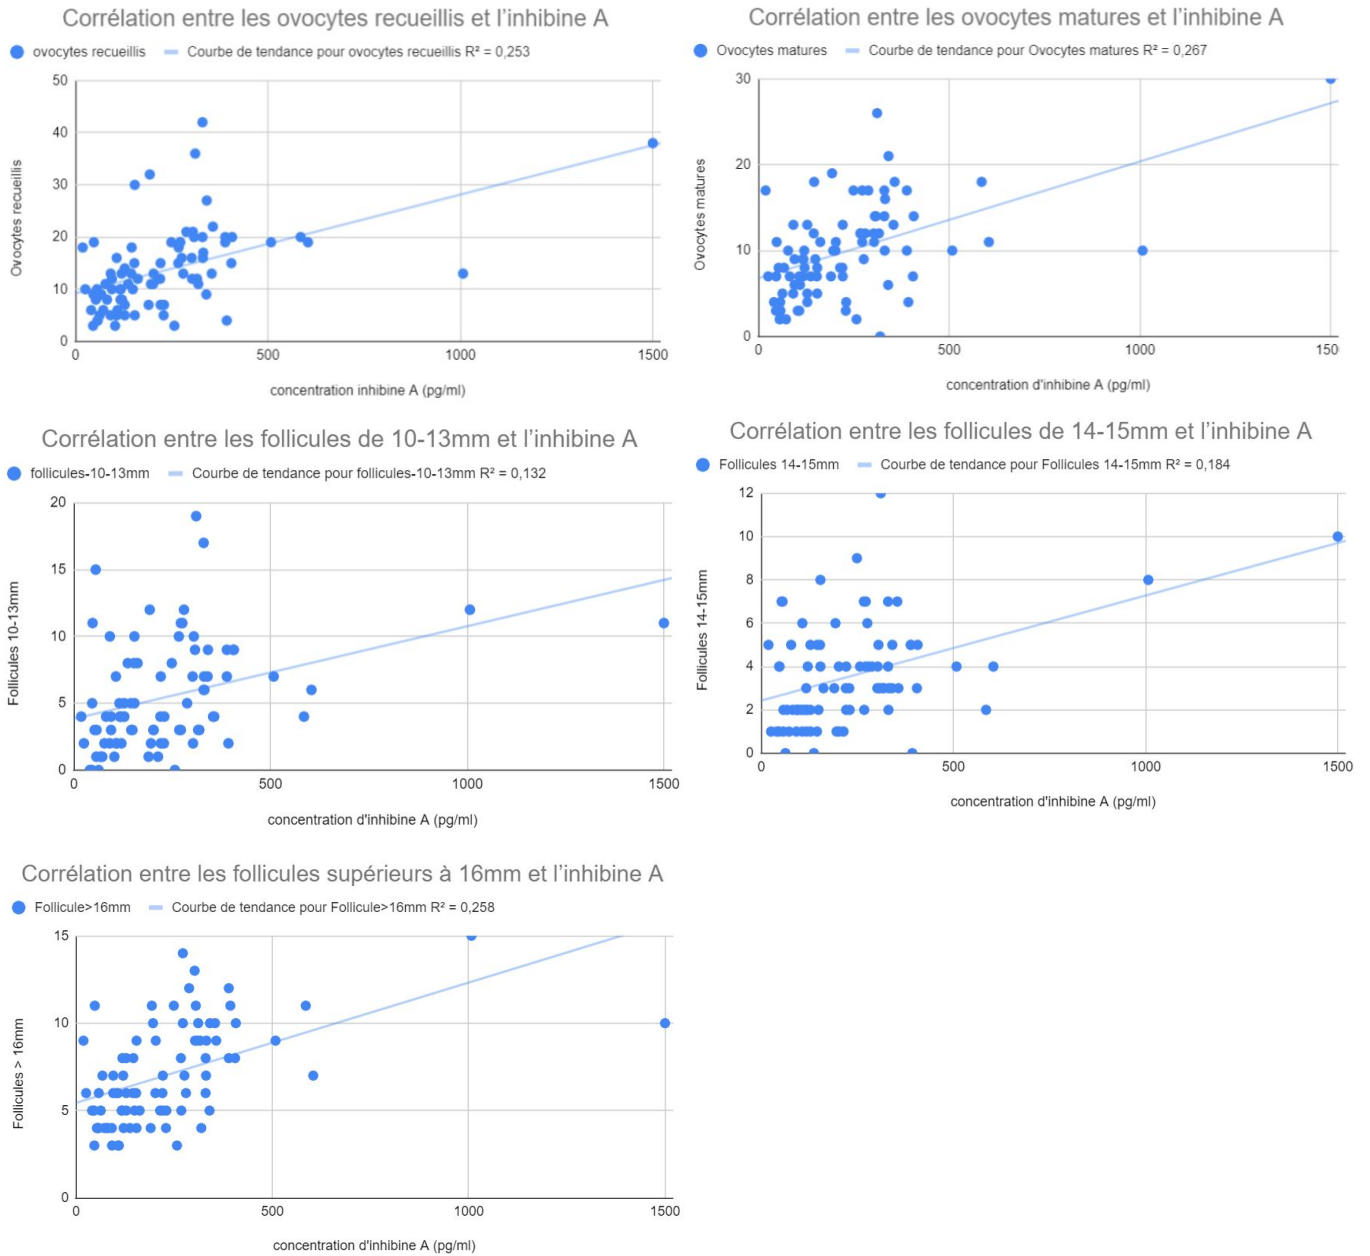 Corrélation entre les ovocytes recueillis et l'inhibine A
ovocytes recueillis Courbe de tendance pour ovocytes recueillis R² = 0,253
50
40
30
20
10
0
Ovocytes recueillis
0 500 1000 1500
concentration inhibine A (pg/ml)
Corrélation entre les ovocytes matures et l'inhibine A
Ovocytes matures Courbe de tendance pour Ovocytes matures R² = 0,267
30
20
10
0
Ovocytes matures
0 500 1000 150
concentration d'inhibine A (pg/ml)
Corrélation entre les follicules de 10-13mm et l'inhibine A
follicules-10-13mm Courbe de tendance pour follicules-10-13mm R² = 0,132
20
15
10
5
0
Follicules 10-13mm
0 500 1000 1500
concentration d'inhibine A (pg/ml)
Corrélation entre les follicules de 14-15mm et l'inhibine A
Follicules 14-15mm Courbe de tendance pour Follicules 14-15mm R² = 0,184
12
10
8
6
4
2
0
Follicules 14-15mm
0 500 1000 1500
concentration d'inhibine A (pg/ml)
Corrélation entre les follicules supérieurs à 16mm et l'inhibine A
Follicule>16mm Courbe de tendance pour Follicule>16mm R² = 0,258
15
10
5
0
Follicules > 16mm
0 500 1000 1500
concentration d'inhibine A (pg/ml)